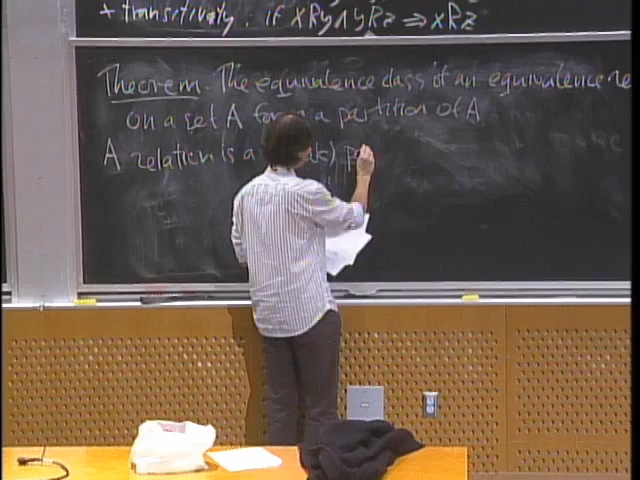 + transitivity: if xRy ∧ yRz ⇒ xRz
Theorem. The equivalence class of an equivalence re
on a set A form a partition of A
A relation is a